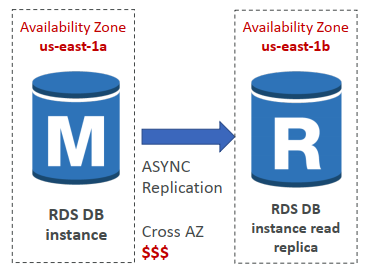 Availability Zone
us-east-1a
M
RDS DB
instance
ASYNC
Replication
Cross AZ
$$$
Availability Zone
us-east-1b
R
RDS DB
instance read
replica